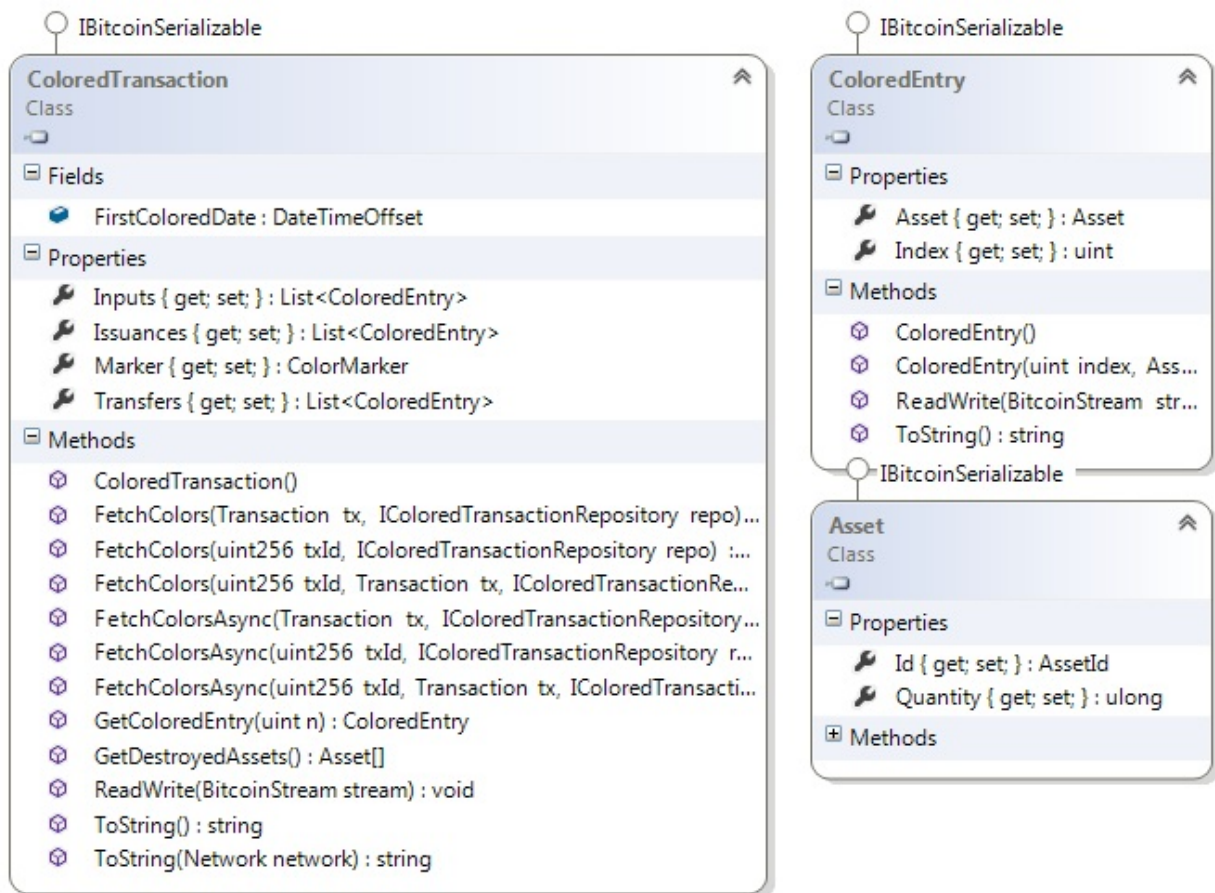 IBitcoinSerializable
ColoredTransaction
Class
Fields
FirstColoredDate : DateTimeOffset
Properties
Inputs { get; set; } : List<ColoredEntry>
Issuances { get; set; } : List<ColoredEntry>
Marker { get; set; } : ColorMarker
Transfers { get; set; } : List<ColoredEntry>
Methods
ColoredTransaction()
FetchColors(Transaction tx, IColoredTransactionRepository repo)...
FetchColors(uint256 txId, IColoredTransactionRepository repo) :...
FetchColors(uint256 txId, Transaction tx, IColoredTransactionRe...
FetchColorsAsync(Transaction tx, IColoredTransactionRepository...
FetchColorsAsync(uint256 txId, IColoredTransactionRepository r...
FetchColorsAsync(uint256 txId, Transaction tx, IColoredTransacti...
GetColoredEntry(uint n) : ColoredEntry
GetDestroyedAssets() : Asset[]
ReadWrite(BitcoinStream stream) : void
ToString() : string
ToString(Network network) : string
IBitcoinSerializable
ColoredEntry
Class
Properties
Asset { get; set; } : Asset
Index { get; set; } : uint
Methods
ColoredEntry()
ColoredEntry(uint index, Ass...
ReadWrite(BitcoinStream str...
ToString() : string
IBitcoinSerializable
Asset
Class
Properties
Id { get; set; } : AssetId
Quantity { get; set; } : ulong
Methods